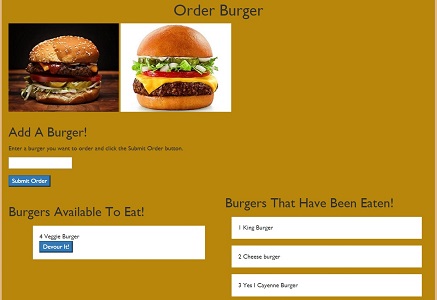 Order Burger
Add A Burger!
Enter a burger you want to order and click the Submit Order button.
Submit Order
Burgers Available To Eat!
4 Veggie Burger
Devour It!
Burgers That Have Been Eaten!
1 King Burger
2 Cheese burger
3 Yes I Cayenne Burger